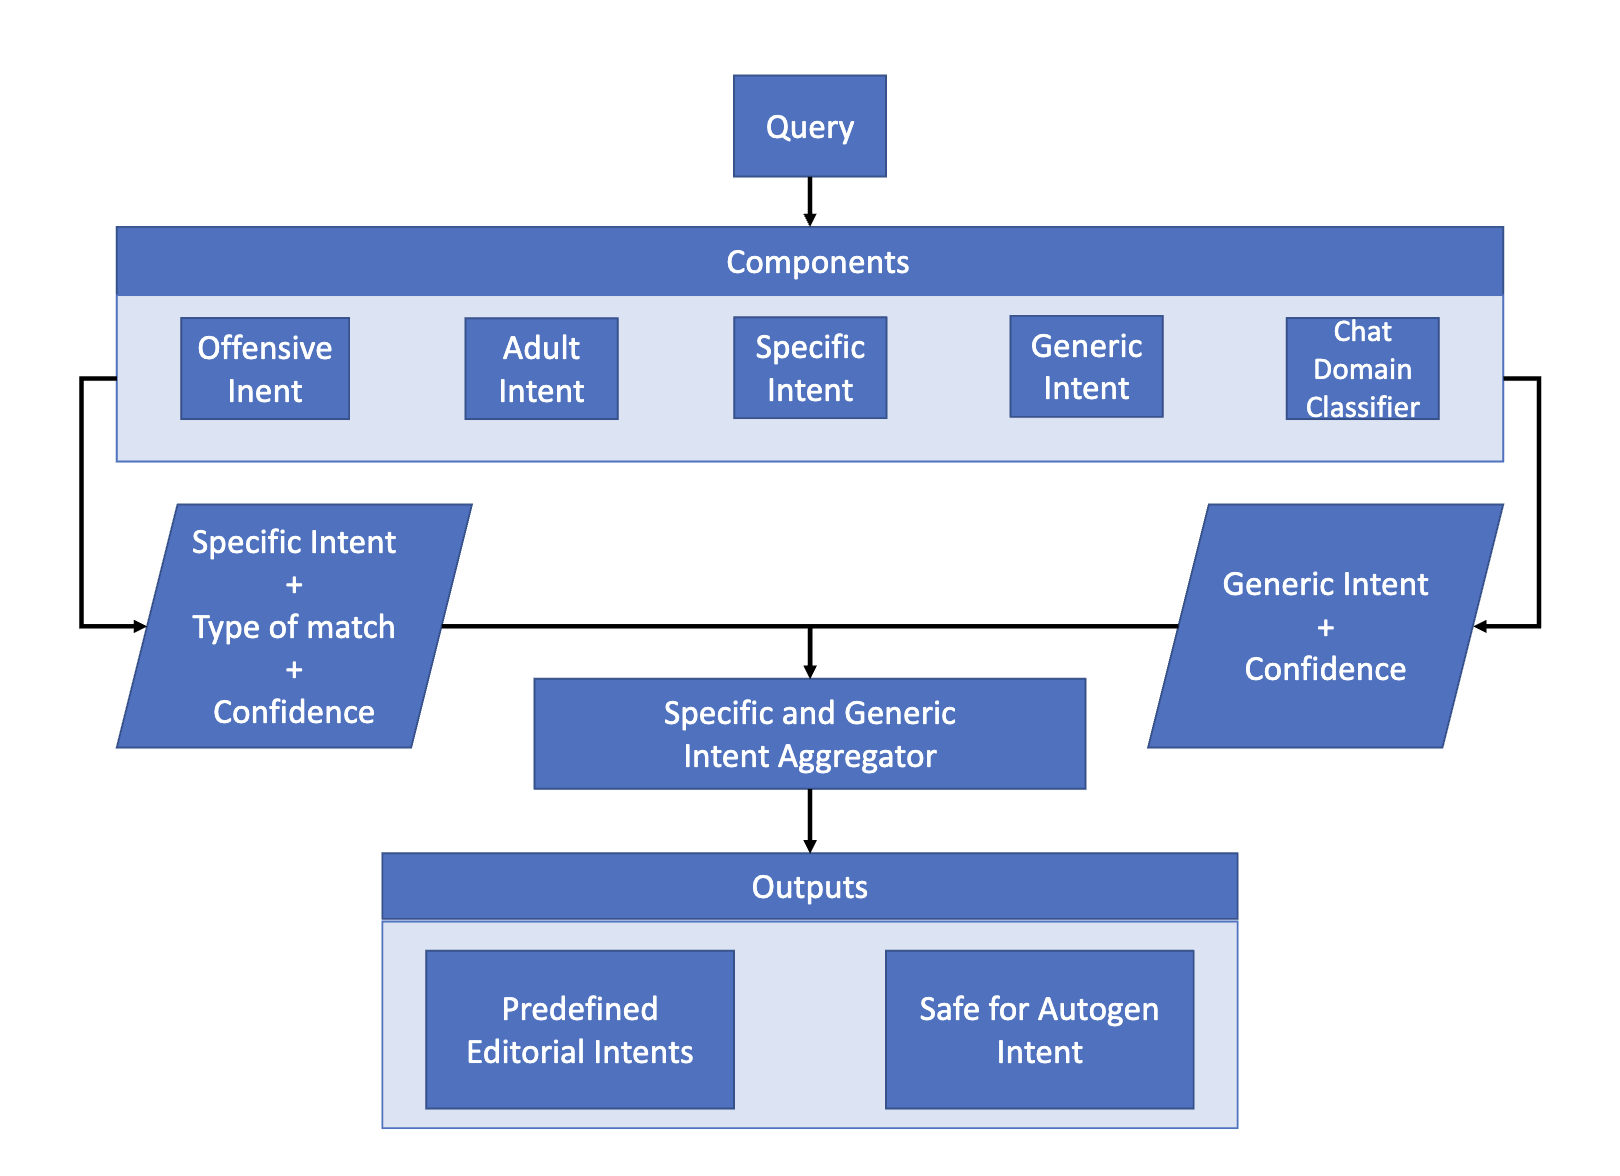 Query
Components
Offensive
Inent
Adult
Intent
Specific
Intent
Generic
Intent
Chat
Domain
Classifier
Specific Intent
+
Type of match
+
Confidence
Generic Intent
+
Confidence
Specific and Generic
Intent Aggregator
Outputs
Predefined
Editorial Intents
Safe for Autogen
Intent